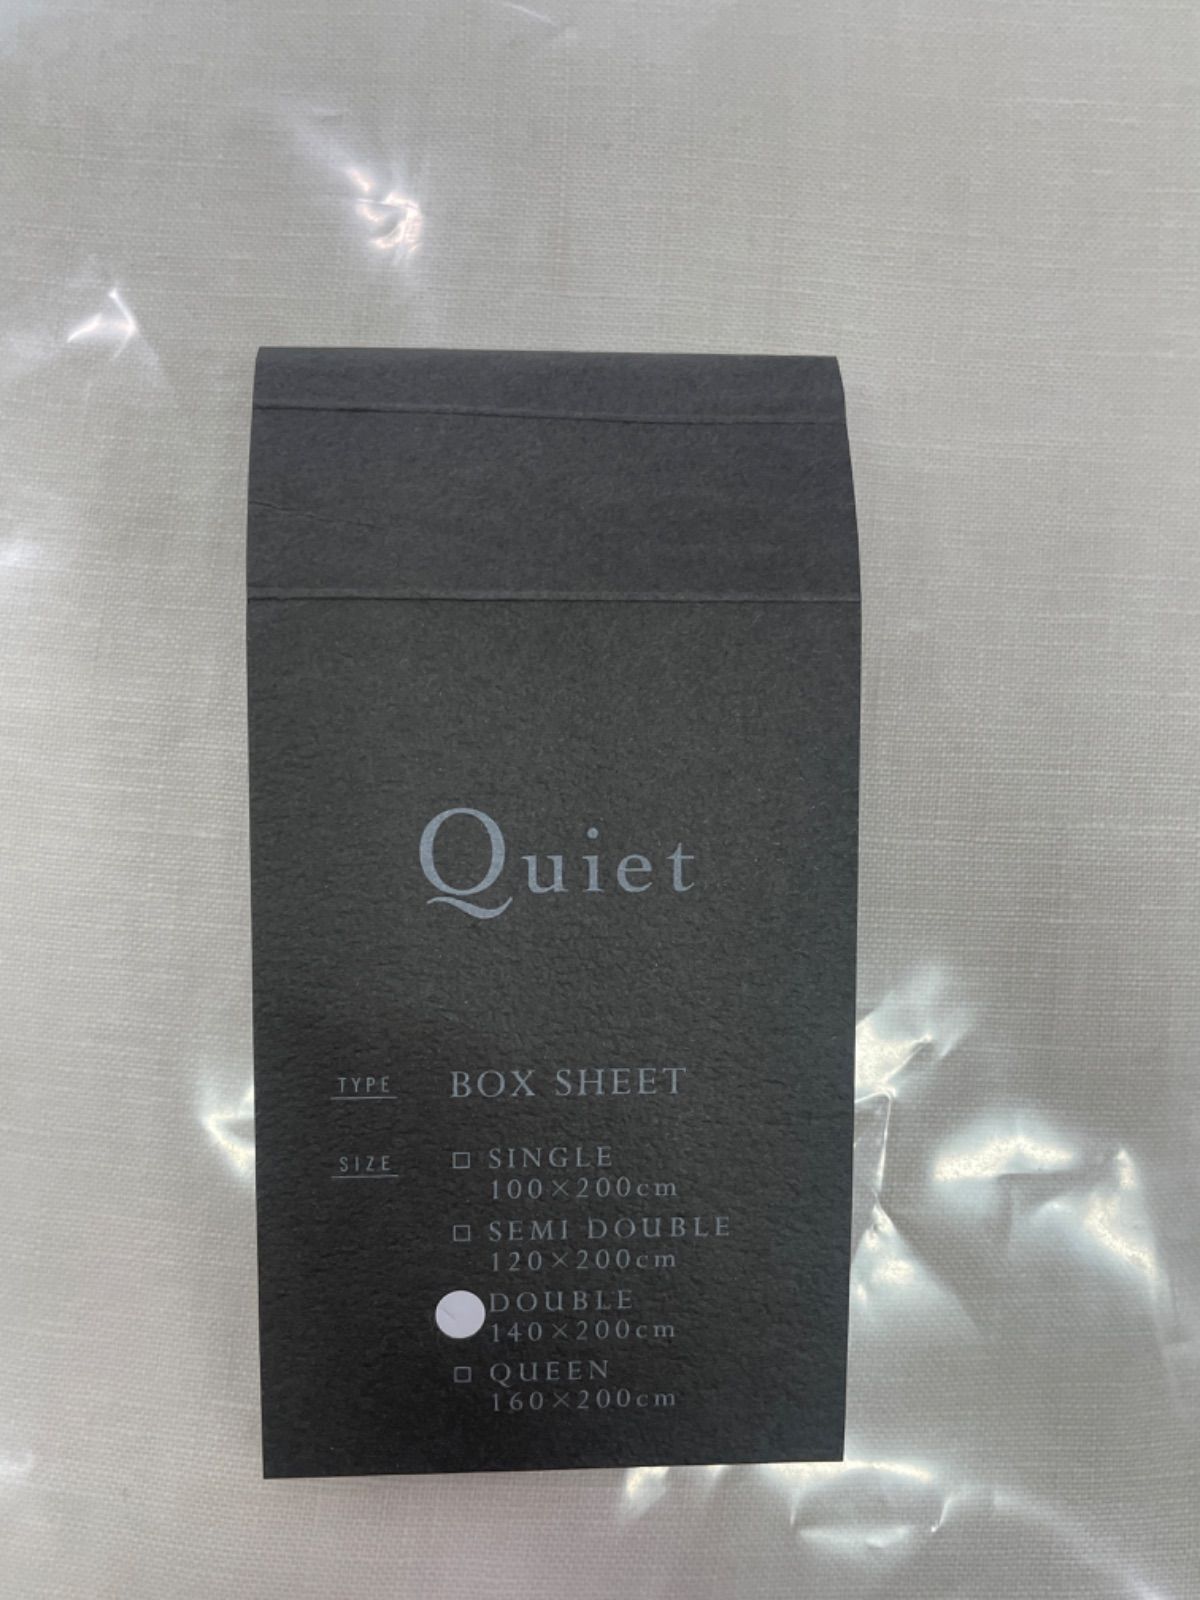 Quiet
TYPE BOX SHEET
SIZE □ SINGLE
100×200cm
□ SEMI DOUBLE
120×200cm
DOUBLE
140×200cm
□ QUEEN
160×200cm